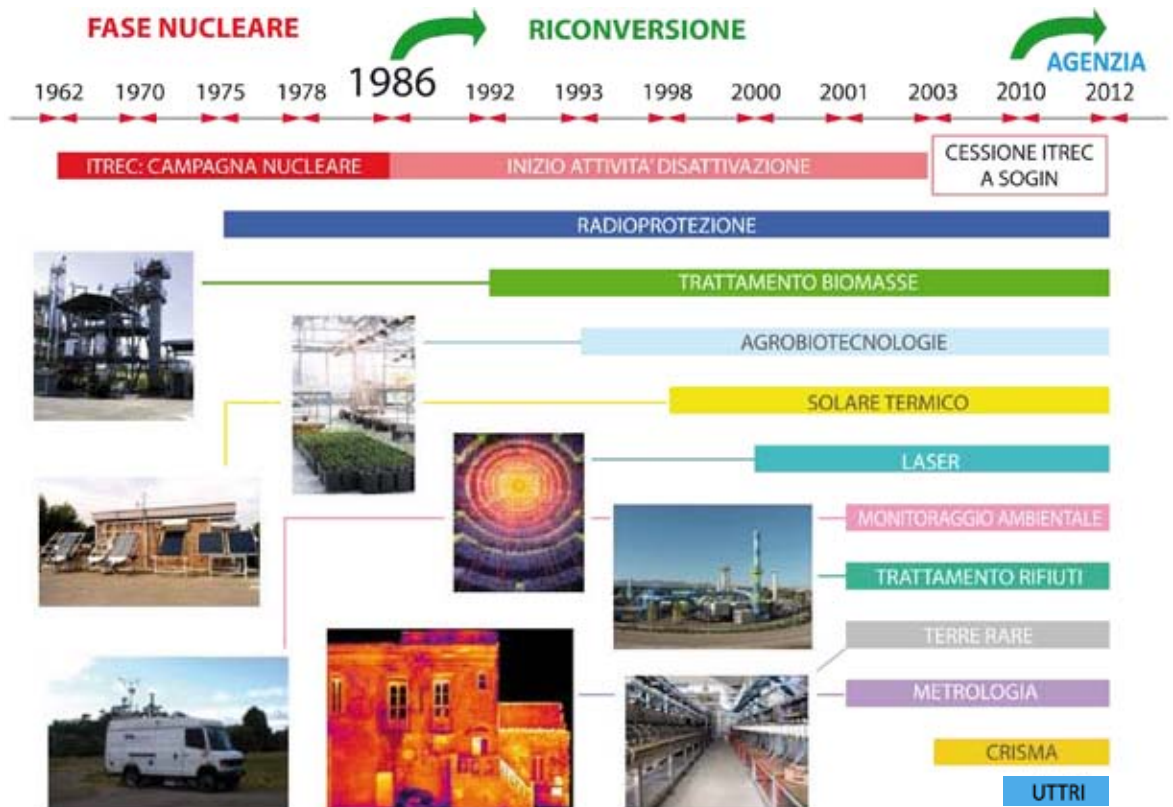 FASE NUCLEARE
RICONVERSIONE
AGENZIA
1962 1970 1975 1978 1986 1992 1993 1998 2000 2001 2003 2010 2012
ITREC: CAMPAGNA NUCLEARE
INIZIO ATTIVITA' DISATTIVAZIONE
CESSIONE ITREC
A SOGIN
RADIOPROTEZIONE
TRATTAMENTO BIOMASSE
AGROBIOTECNOLOGIE
SOLARE TERMICO
LASER
MONITORAGGIO AMBIENTALE
TRATTAMENTO RIFIUTI
TERRE RARE
METROLOGIA
CRISMA
UTTRI